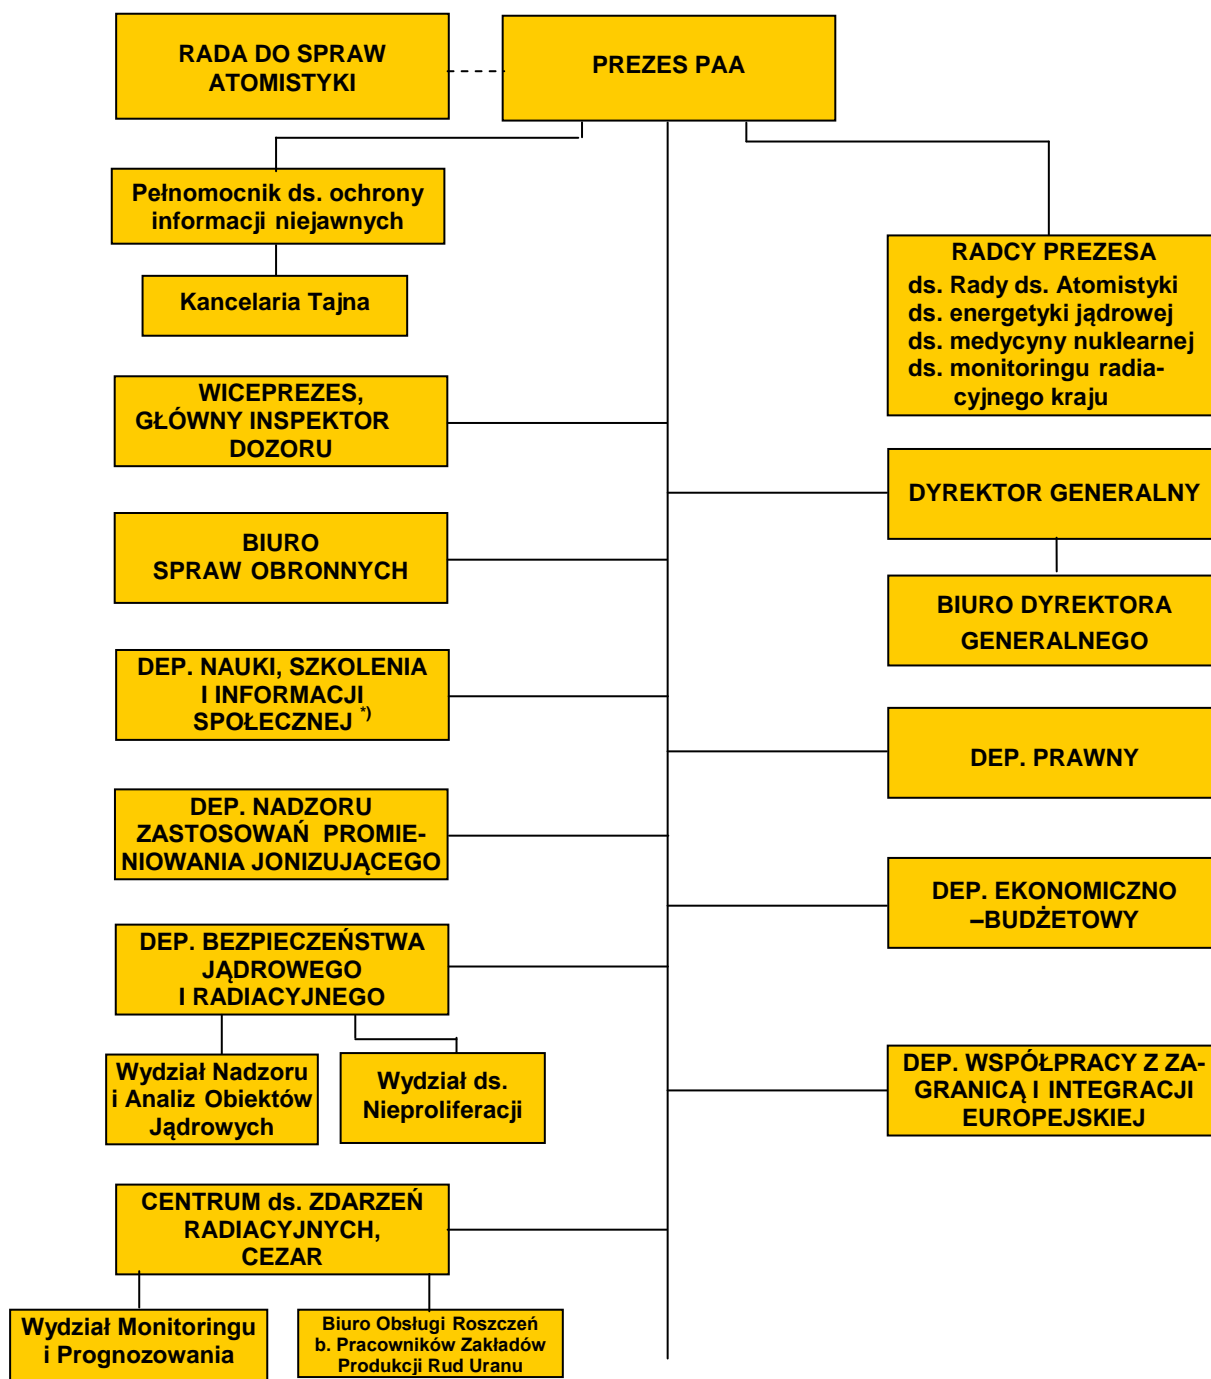 RADA DO SPRAW
ATOMISTYKI
PREZES PAA
Pełnomocnik ds. ochrony
informacji niejawnych
Kancelaria Tajna
RADCY PREZESA
ds. Rady ds. Atomistyki
ds. energetyki jądrowej
ds. medycyny nuklearnej
ds. monitoringu radia-
cyjnego kraju
WICEPREZES,
GŁÓWNY INSPEKTOR
DOZORU
DYREKTOR GENERALNY
BIURO
SPRAW OBRONNYCH
BIURO DYREKTORA
GENERALNEGO
DEP. NAUKI, SZKOLENIA
I INFORMACJI
SPOŁECZNEJ *)
DEP. PRAWNY
DEP. NADZORU
ZASTOSOWAŃ PROMIE-
NIOWANIA JONIZUJĄCEGO
DEP. EKONOMICZNO
–BUDŻETOWY
DEP. BEZPIECZEŃSTWA
JĄDROWEGO
I RADIACYJNEGO
Wydział Nadzoru
i Analiz Obiektów
Jądrowych
Wydział ds.
Nieproliferacji
DEP. WSPÓŁPRACY Z ZA-
GRANICĄ I INTEGRACJI
EUROPEJSKIEJ
CENTRUM ds. ZDARZEŃ
RADIACYJNYCH,
CEZAR
Wydział Monitoringu
i Prognozowania
Biuro Obsługi Roszczeń
b. Pracowników Zakładów
Produkcji Rud Uranu